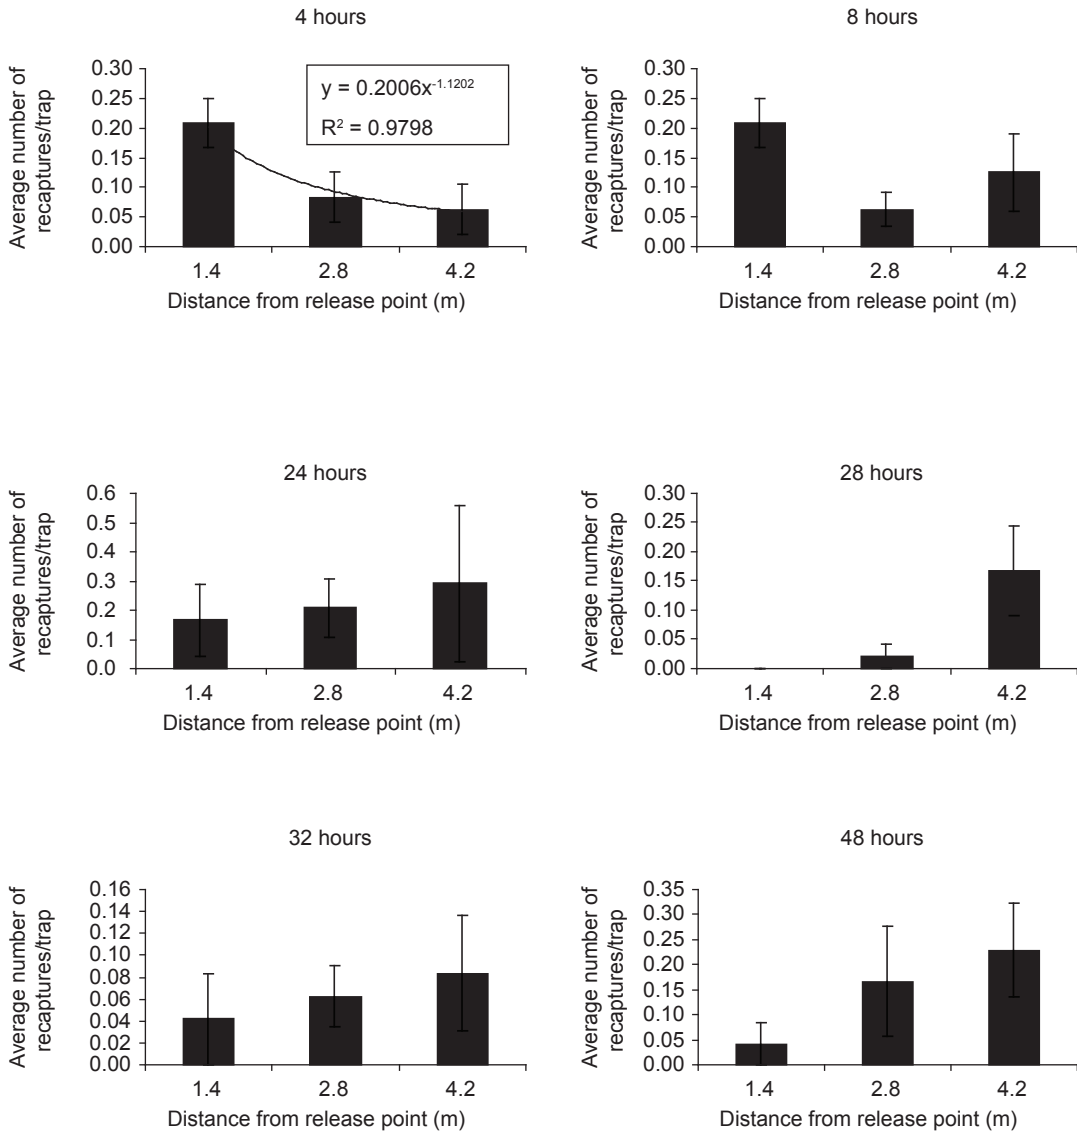 4 hours
Average number of
recaptures/trap
0.30
0.25
0.20
0.15
0.10
0.05
0.00
y = 0.2006x^-1.1202
R² = 0.9798
1.4 2.8 4.2
Distance from release point (m)
8 hours
Average number of
recaptures/trap
0.30
0.25
0.20
0.15
0.10
0.05
0.00
1.4 2.8 4.2
Distance from release point (m)
24 hours
Average number of
recaptures/trap
0.6
0.5
0.4
0.3
0.2
0.1
0.0
1.4 2.8 4.2
Distance from release point (m)
28 hours
Average number of
recaptures/trap
0.30
0.25
0.20
0.15
0.10
0.05
0.00
1.4 2.8 4.2
Distance from release point (m)
32 hours
Average number of
recaptures/trap
0.16
0.14
0.12
0.10
0.08
0.06
0.04
0.02
0.00
1.4 2.8 4.2
Distance from release point (m)
48 hours
Average number of
recaptures/trap
0.35
0.30
0.25
0.20
0.15
0.10
0.05
0.00
1.4 2.8 4.2
Distance from release point (m)